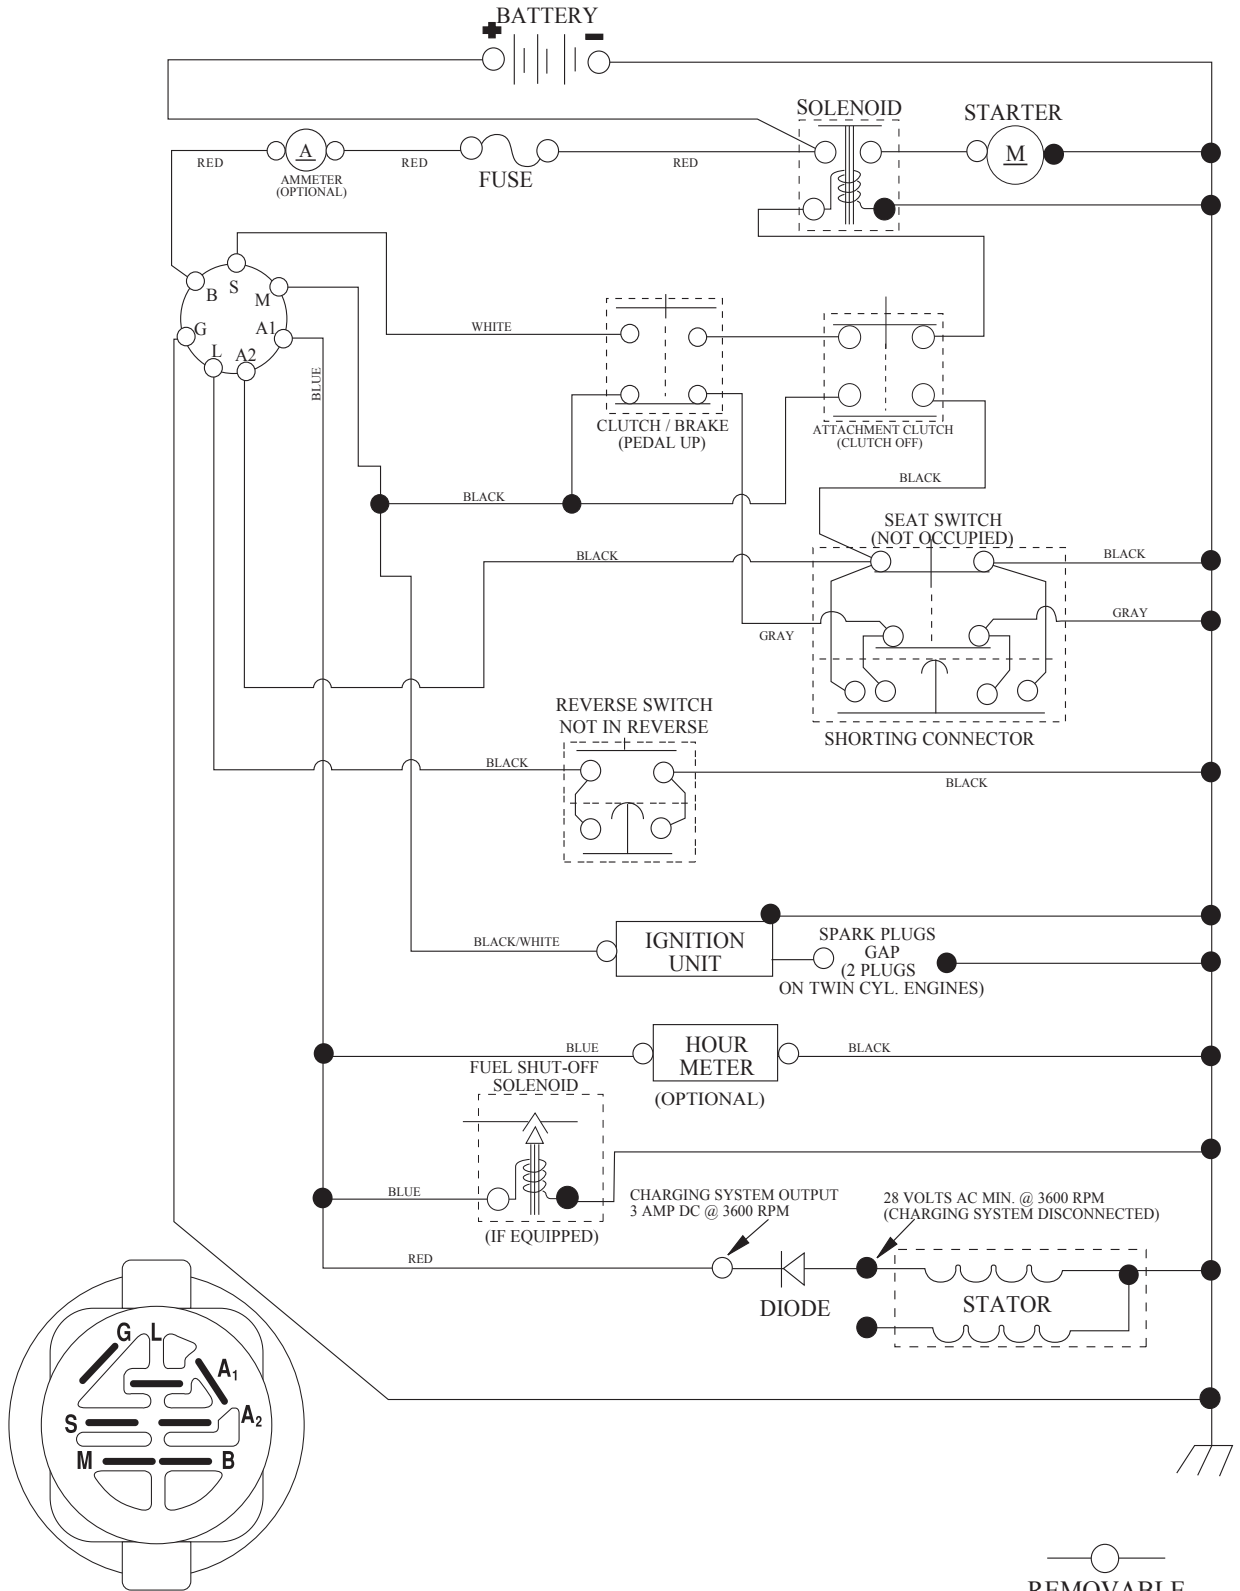 BATTERY
SOLENOID
STARTER
A
M
RED
RED
RED
AMMETER
(OPTIONAL)
FUSE
B
S
M
G
A1
L
A2
WHITE
BLUE
CLUTCH / BRAKE
(PEDAL UP)
ATTACHMENT CLUTCH
(CLUTCH OFF)
BLACK
BLACK
SEAT SWITCH
(NOT OCCUPIED)
BLACK
BLACK
GRAY
GRAY
REVERSE SWITCH
NOT IN REVERSE
SHORTING CONNECTOR
BLACK
BLACK
BLACK/WHITE
IGNITION
UNIT
SPARK PLUGS
GAP
(2 PLUGS
ON TWIN CYL. ENGINES)
BLUE
HOUR
METER
BLACK
(OPTIONAL)
FUEL SHUT-OFF
SOLENOID
BLUE
(IF EQUIPPED)
CHARGING SYSTEM OUTPUT
3 AMP DC @ 3600 RPM
28 VOLTS AC MIN. @ 3600 RPM
(CHARGING SYSTEM DISCONNECTED)
RED
DIODE
STATOR
G L
A1
S
A2
M
B
REMOVABLE